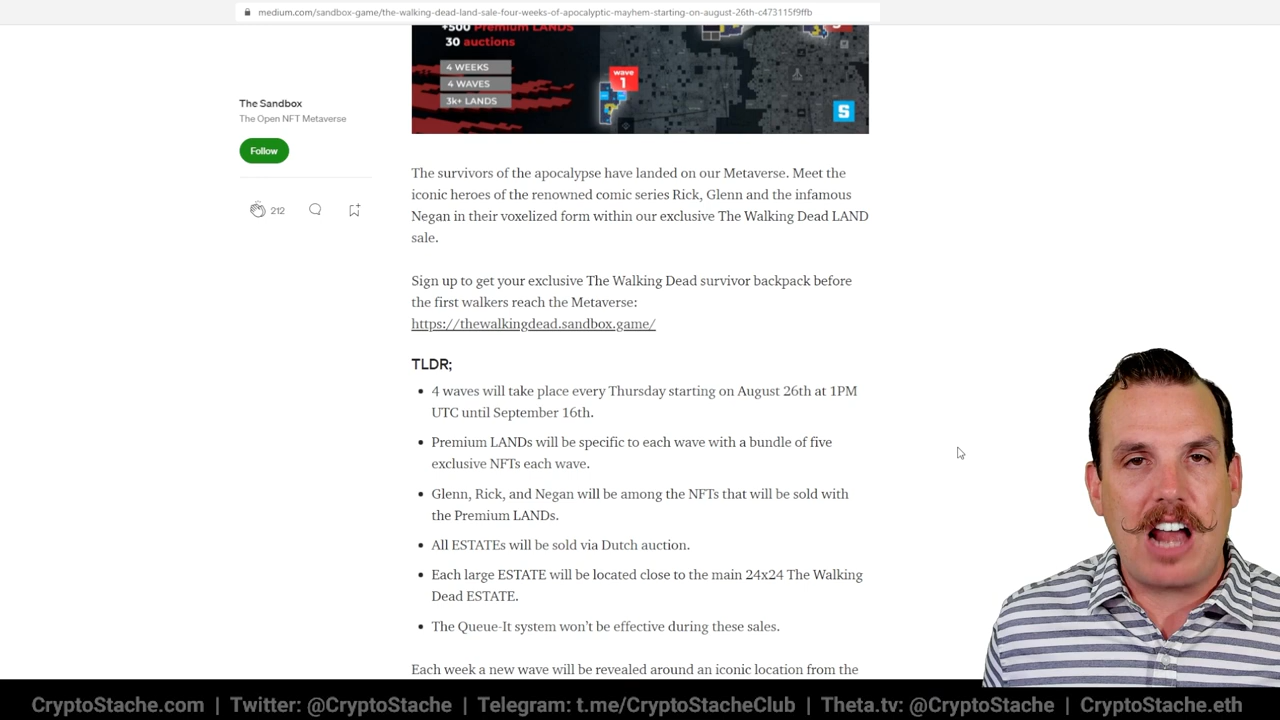 medium.com/sandbox-game/the-walking-dead-land-sale-four-weeks-of-apocalyptic-mayhem-starting-on-august-26th-c473115f9ffb
+500 Premium LANDS
30 auctions
4 WEEKS
4 WAVES
3k+ LANDS
wave
1
S
The Sandbox
The Open NFT Metaverse
Follow
212
The survivors of the apocalypse have landed on our Metaverse. Meet the
iconic heroes of the renowned comic series Rick, Glenn and the infamous
Negan in their voxelized form within our exclusive The Walking Dead LAND
sale.
Sign up to get your exclusive The Walking Dead survivor backpack before
the first walkers reach the Metaverse:
https://thewalkingdead.sandbox.game/
TLDR;
• 4 waves will take place every Thursday starting on August 26th at 1PM
UTC until September 16th.
• Premium LANDs will be specific to each wave with a bundle of five
exclusive NFTs each wave.
• Glenn, Rick, and Negan will be among the NFTs that will be sold with
the Premium LANDs.
• All ESTATEs will be sold via Dutch auction.
• Each large ESTATE will be located close to the main 24x24 The Walking
Dead ESTATE.
• The Queue-It system won't be effective during these sales.
Each week a new wave will be revealed around an iconic location from the
CryptoStache.com | Twitter: @CryptoStache | Telegram: t.me/CryptoStacheClub | Theta.tv: @CryptoStache | CryptoStache.eth